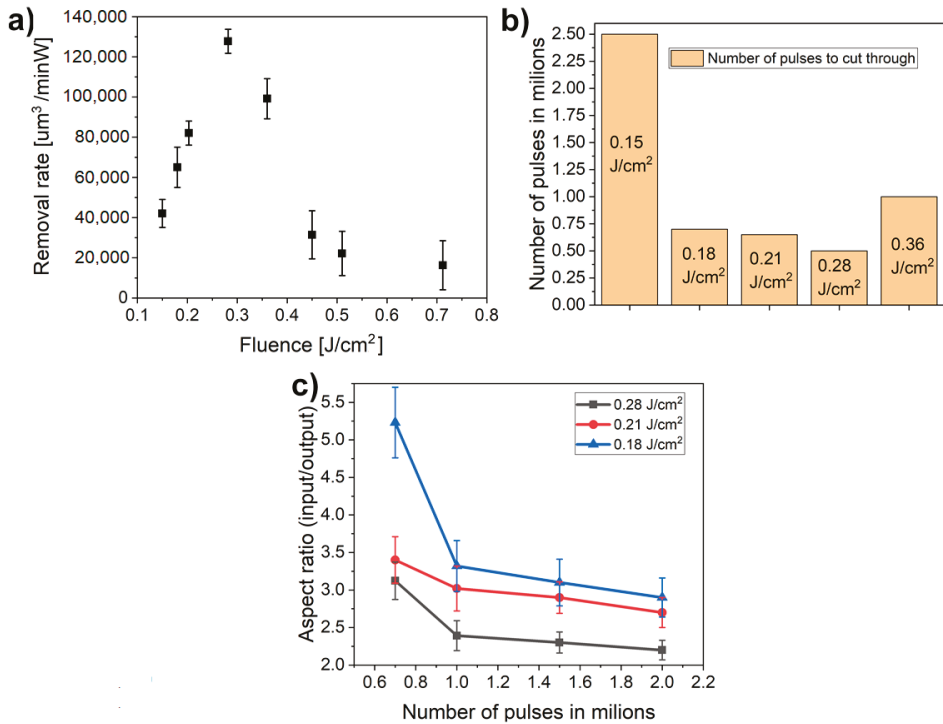 a)
Removal rate [um³ /minW]
140,000
120,000
100,000
80,000
60,000
40,000
20,000
0
0.1 0.2 0.3 0.4 0.5 0.6 0.7 0.8
Fluence [J/cm²]
b)
Number of pulses in milions
2.50
2.25
2.00
1.75
1.50
1.25
1.00
0.75
0.50
0.25
0.00
Number of pulses to cut through
0.15
J/cm²
0.18
J/cm²
0.21
J/cm²
0.28
J/cm²
0.36
J/cm²
c)
Aspect ratio (input/output)
5.5
5.0
4.5
4.0
3.5
3.0
2.5
2.0
0.28 J/cm²
0.21 J/cm²
0.18 J/cm²
0.6 0.8 1.0 1.2 1.4 1.6 1.8 2.0 2.2
Number of pulses in milions